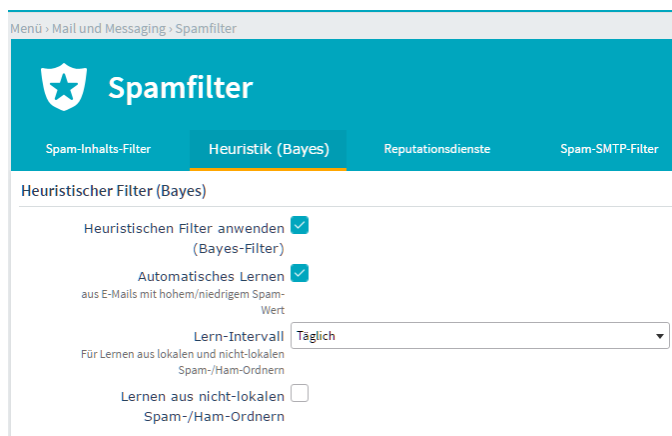 Menü › Mail und Messaging › Spamfilter
Spamfilter
Spam-Inhalts-Filter Heuristik (Bayes) Reputationsdienste Spam-SMTP-Filter
Heuristischer Filter (Bayes)
Heuristischen Filter anwenden
(Bayes-Filter)
Automatisches Lernen
aus E-Mails mit hohem/niedrigem Spam-
Wert
Lern-Intervall Täglich
Für Lernen aus lokalen und nicht-lokalen
Spam-/Ham-Ordnern
Lernen aus nicht-lokalen
Spam-/Ham-Ordnern